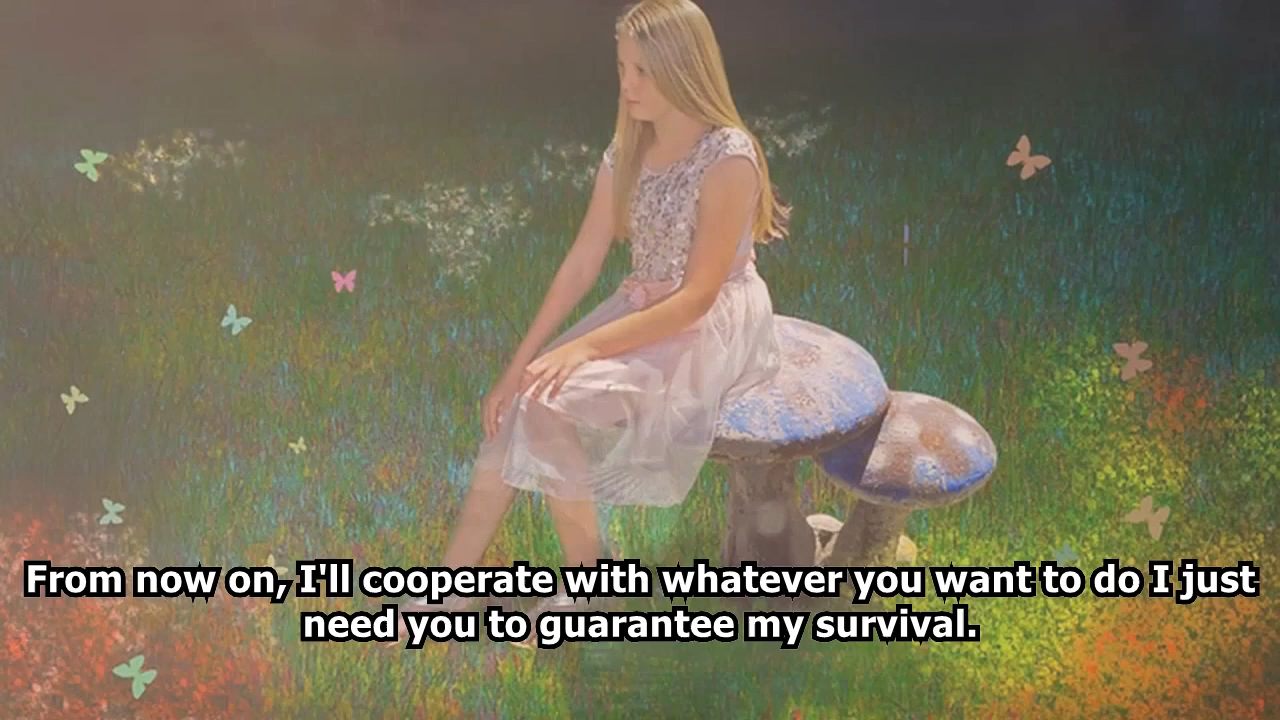 From now on, I'll cooperate with whatever you want to do I just
need you to guarantee my survival.